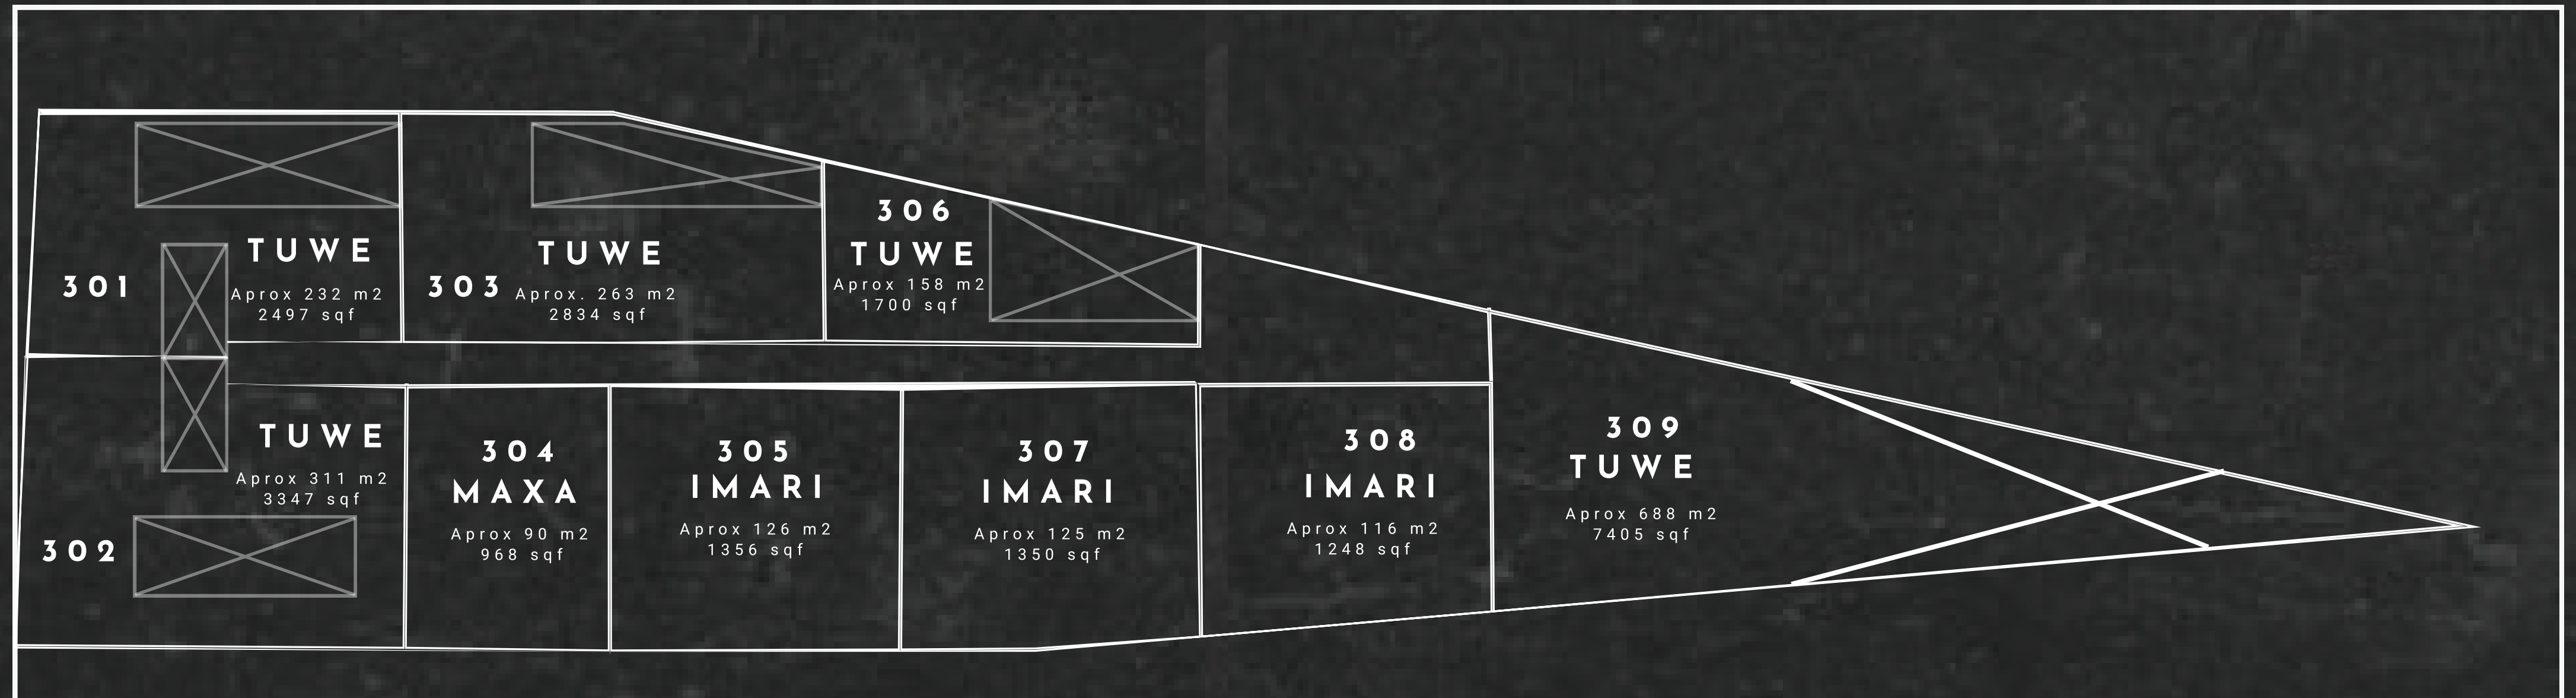 301
TUWE
Aprox 232 m2
2497 sqf
303
TUWE
Aprox. 263 m2
2834 sqf
306
TUWE
Aprox 158 m2
1700 sqf
302
TUWE
Aprox 311 m2
3347 sqf
304
MAXA
Aprox 90 m2
968 sqf
305
IMARI
Aprox 126 m2
1356 sqf
307
IMARI
Aprox 125 m2
1350 sqf
308
IMARI
Aprox 116 m2
1248 sqf
309
TUWE
Aprox 688 m2
7405 sqf